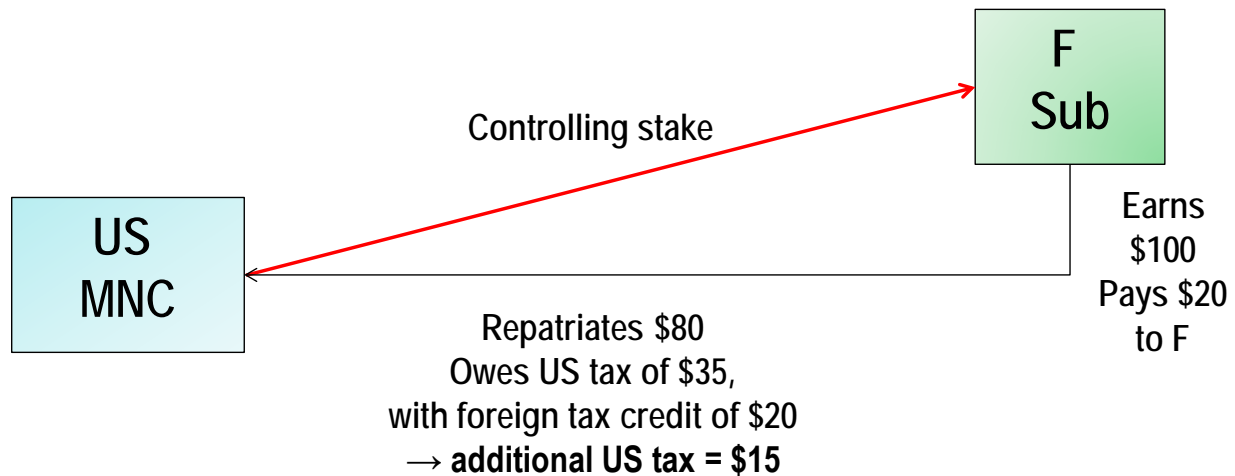 F
Sub
Controlling stake
US
MNC
Earns
$100
Pays $20
to F
Repatriates $80
Owes US tax of $35,
with foreign tax credit of $20
→ additional US tax = $15